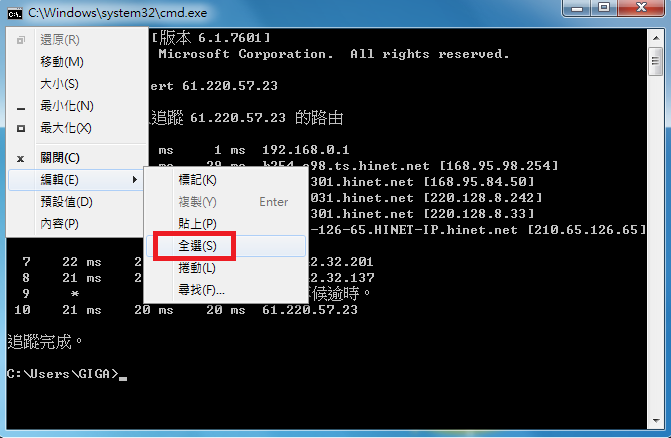 C:\Windows\system32\cmd.exe
[版本 6.1.7601]
Microsoft Corporation. All rights reserved.
ert 61.220.57.23
追蹤 61.220.57.23 的路由
ms 1 ms 192.168.0.1
ms 29 ms h254.s98.ts.hinet.net [168.95.98.254]
301.hinet.net [168.95.84.50]
031.hinet.net [220.128.8.242]
301.hinet.net [220.128.8.33]
-126-65.HINET-IP.hinet.net [210.65.126.65]
7 22 ms 2 2.32.201
8 21 ms 2 2.32.137
9 * 候逾時。
10 21 ms 20 ms 20 ms 61.220.57.23
追蹤完成。
C:\Users\GIGA>_
還原(R)
移動(M)
大小(S)
最小化(N)
最大化(X)
關閉(C)
編輯(E)
預設值(D)
內容(P)
標記(K)
複製(Y) Enter
貼上(P)
全選(S)
捲動(L)
尋找(F)...